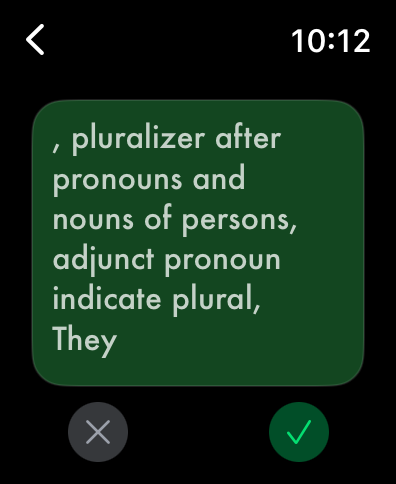 10:12
, pluralizer after
pronouns and
nouns of persons,
adjunct pronoun
indicate plural,
They